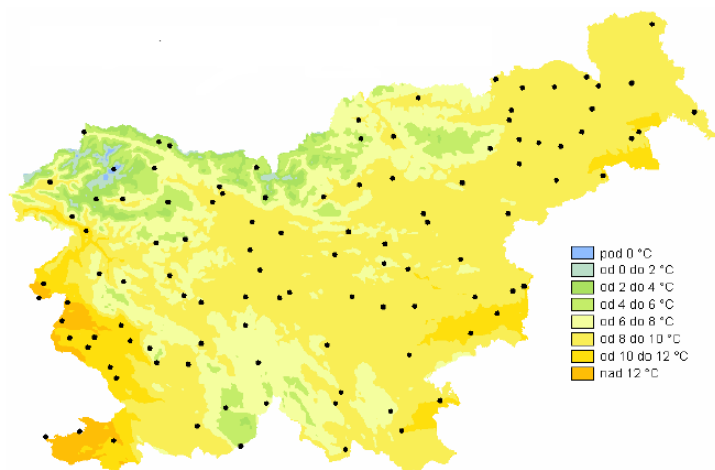 pod 0 °C
od 0 do 2 °C
od 2 do 4 °C
od 4 do 6 °C
od 6 do 8 °C
od 8 do 10 °C
od 10 do 12 °C
nad 12 °C